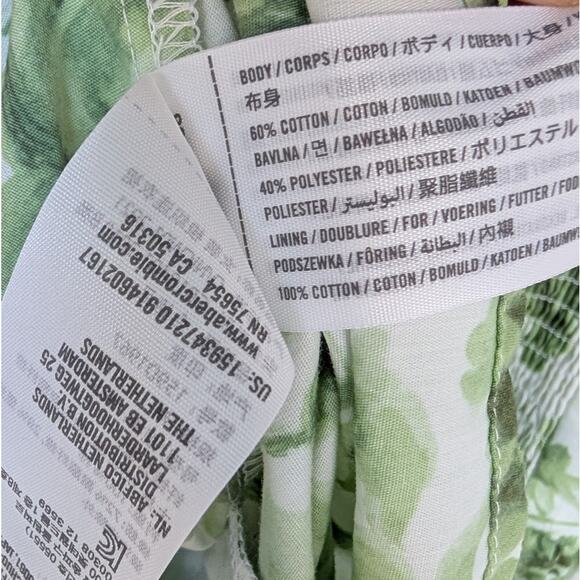 BODY / CORPS / CORPO / ボディ / CUERPO / 大身 /
布身
60% COTTON / COTON / BOMULD / KATOEN / BAUMW
BAVLNA / 면 / BAWEŁNA / ALGODÃO / القطن /
40% POLYESTER / POLIESTERE / ポリエステル
POLIESTER / البوليستر / 聚脂纖維
LINING / DOUBLURE / FOR / VOERING / FUTTER / FOD
PODSZEWKA / FÔRING / البطانة / 內襯
100% COTTON / COTON / BOMULD / KATOEN / BAUMW
US: 159347210 914602167
www.abercrombie.com
RN 75654 CA 50316
NL: ABFICO NETHERLANDS
DISTRIBUTION B.V.
LAARDERHOOGTWEG 25
1101 EB AMSTERDAM
THE NETHERLANDS